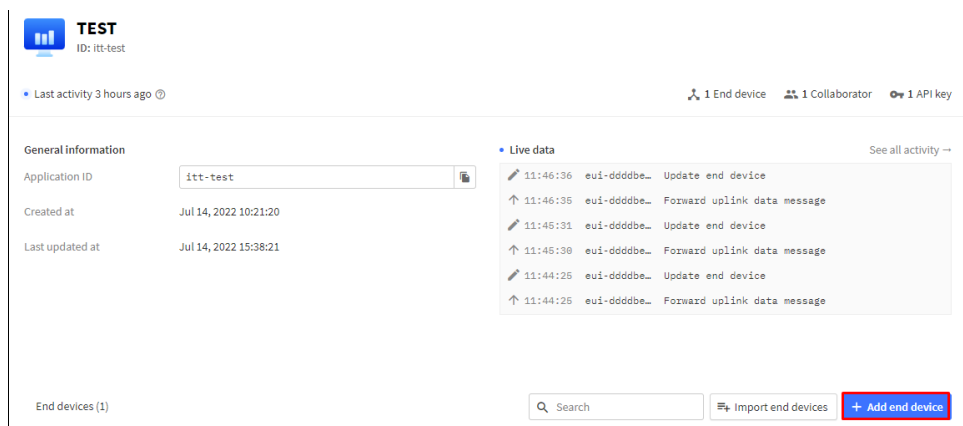 TEST
ID: itt-test
Last activity 3 hours ago
1 End device 1 Collaborator 1 API key
General information
Application ID itt-test
Created at Jul 14, 2022 10:21:20
Last updated at Jul 14, 2022 15:38:21
Live data See all activity →
11:46:36 eui-ddddbe… Update end device
11:46:35 eui-ddddbe… Forward uplink data message
11:45:31 eui-ddddbe… Update end device
11:45:30 eui-ddddbe… Forward uplink data message
11:44:25 eui-ddddbe… Update end device
11:44:25 eui-ddddbe… Forward uplink data message
End devices (1) Search Import end devices + Add end device